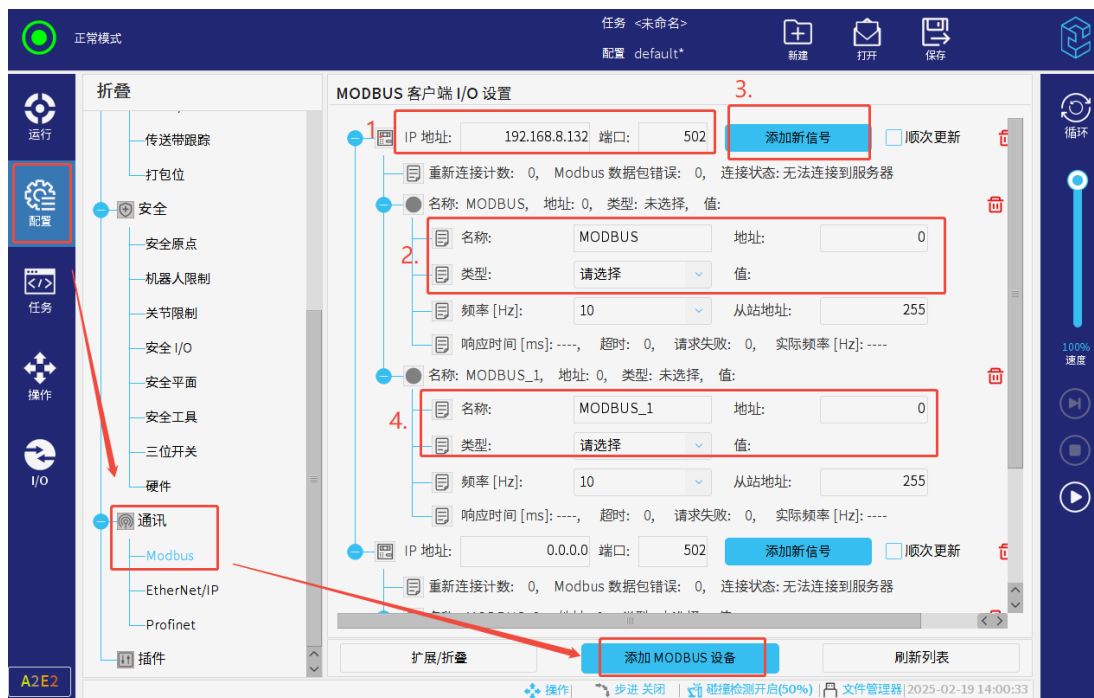 正常模式
任务 <未命名>
配置 default*
新建 打开 保存
运行
配置
任务
操作
I/O
A2E2
折叠
传送带跟踪
打包位
安全
安全原点
机器人限制
关节限制
安全 I/O
安全平面
安全工具
三位开关
硬件
通讯
Modbus
EtherNet/IP
Profinet
插件
MODBUS 客户端 I/O 设置
3.
1.
IP 地址: 192.168.8.132 端口: 502 添加新信号 顺次更新
重新连接计数: 0, Modbus 数据包错误: 0, 连接状态: 无法连接到服务器
名称: MODBUS, 地址: 0, 类型: 未选择, 值:
2.
名称: MODBUS 地址: 0
类型: 请选择 值:
频率 [Hz]: 10 从站地址: 255
响应时间 [ms]: ----, 超时: 0, 请求失败: 0, 实际频率 [Hz]: ----
名称: MODBUS_1, 地址: 0, 类型: 未选择, 值:
4.
名称: MODBUS_1 地址: 0
类型: 请选择 值:
频率 [Hz]: 10 从站地址: 255
响应时间 [ms]: ----, 超时: 0, 请求失败: 0, 实际频率 [Hz]: ----
IP 地址: 0.0.0.0 端口: 502 添加新信号 顺次更新
重新连接计数: 0, Modbus 数据包错误: 0, 连接状态: 无法连接到服务器
扩展/折叠 添加 MODBUS 设备 刷新列表
循环
100%
速度
操作 步进 关闭 碰撞检测开启(50%) 文件管理器 2025-02-19 14:00:33